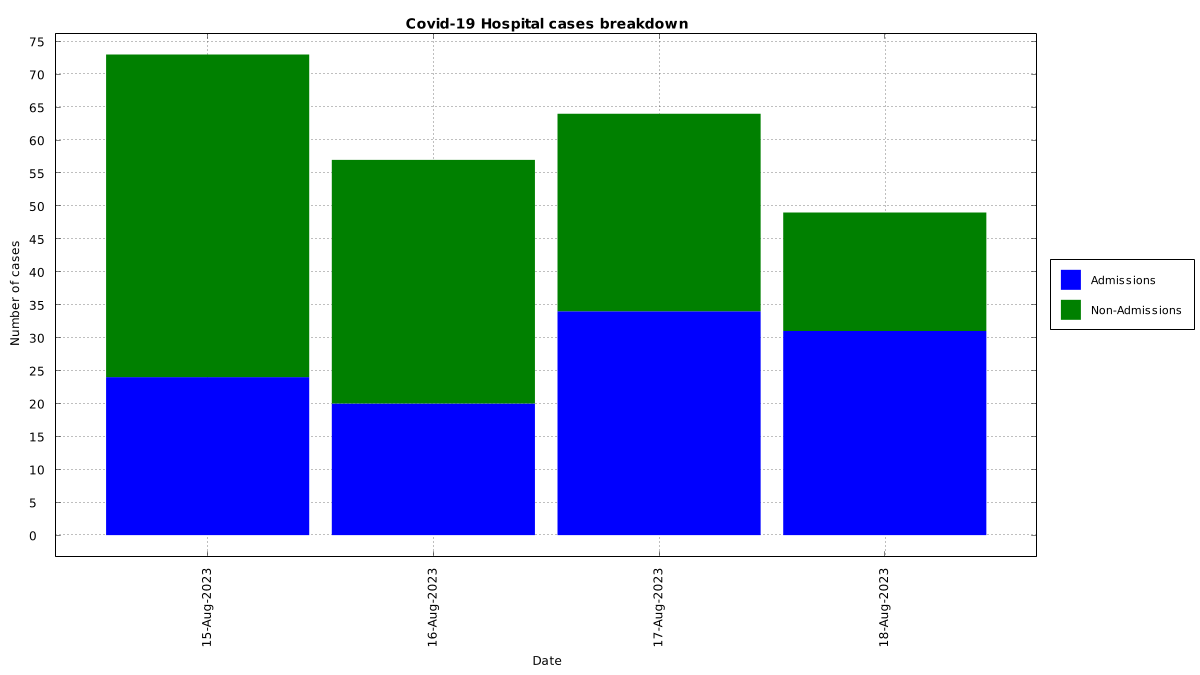 Covid-19 Hospital cases breakdown
75
70
65
60
55
50
45
40
35
30
25
20
15
10
5
0
Number of cases
15-Aug-2023
16-Aug-2023
17-Aug-2023
18-Aug-2023
Date
Admissions
Non-Admissions